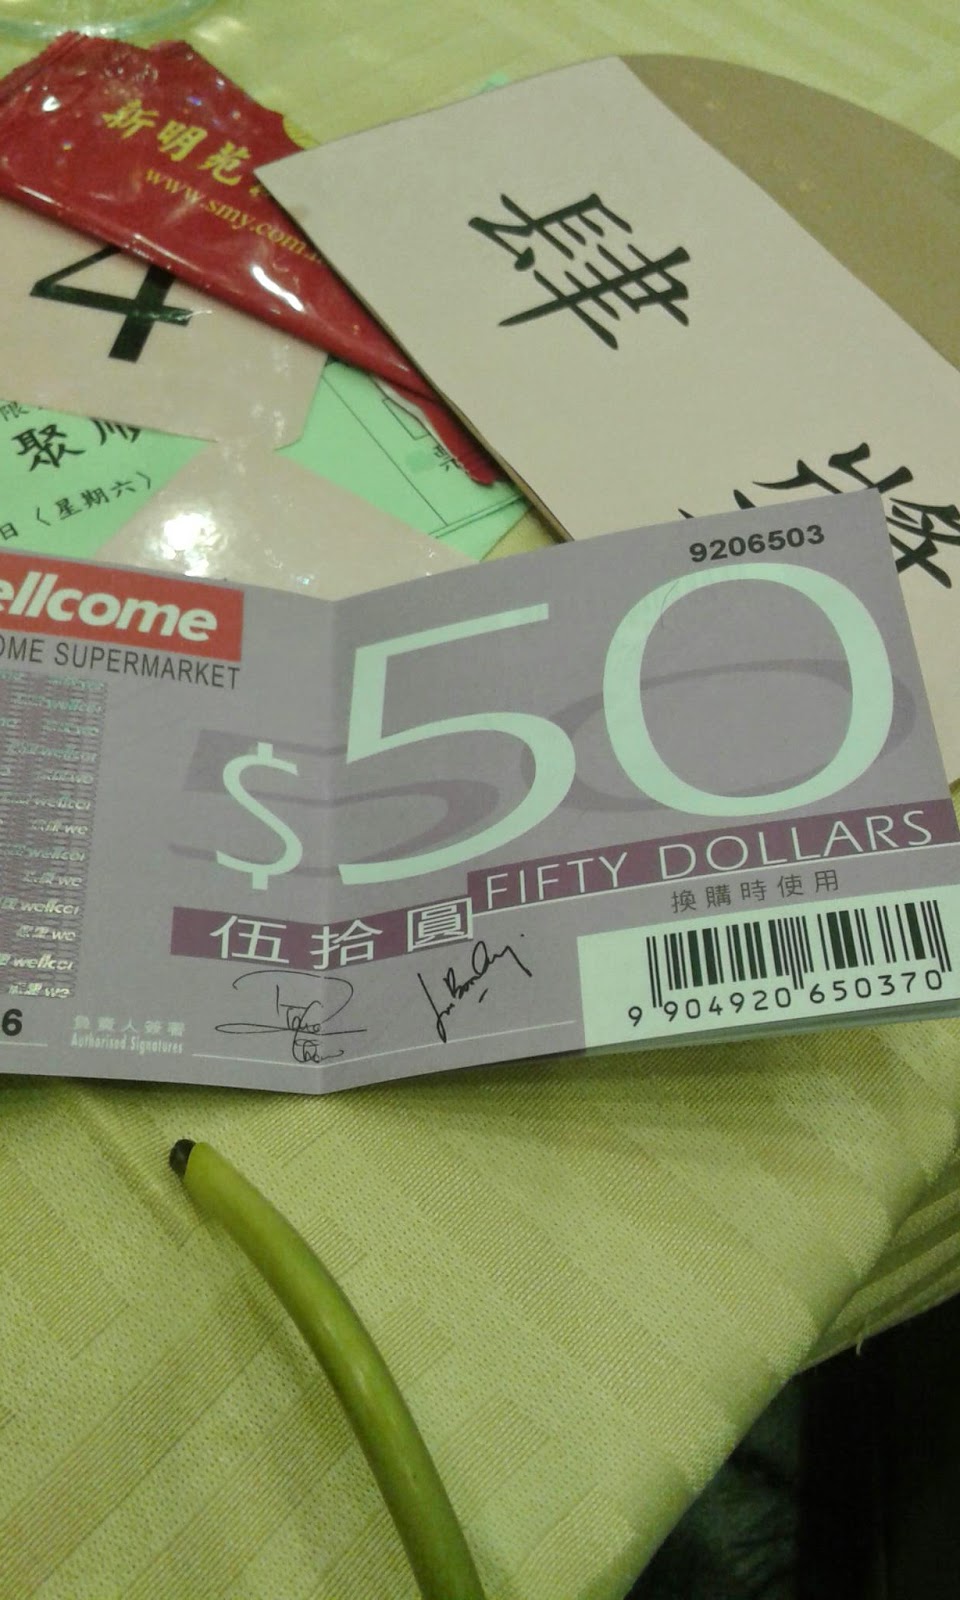 新明苑
www.smy.com.
4
肆
發
聚
日（星期六）
票
9206503
ellcome
OME SUPERMARKET
$50
FIFTY DOLLARS
伍拾圓
換購時使用
6
負責人簽署
Authorised Signatures
9 904920 650370